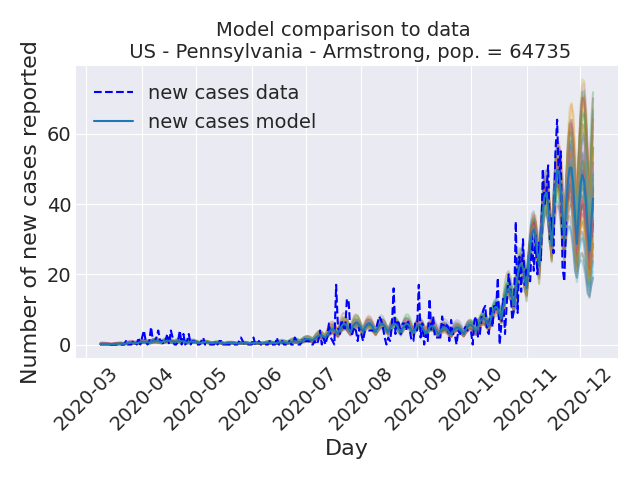 Model comparison to data
US - Pennsylvania - Armstrong, pop. = 64735
Number of new cases reported
new cases data
new cases model
60
40
20
0
2020-03
2020-04
2020-05
2020-06
2020-07
2020-08
2020-09
2020-10
2020-11
2020-12
Day